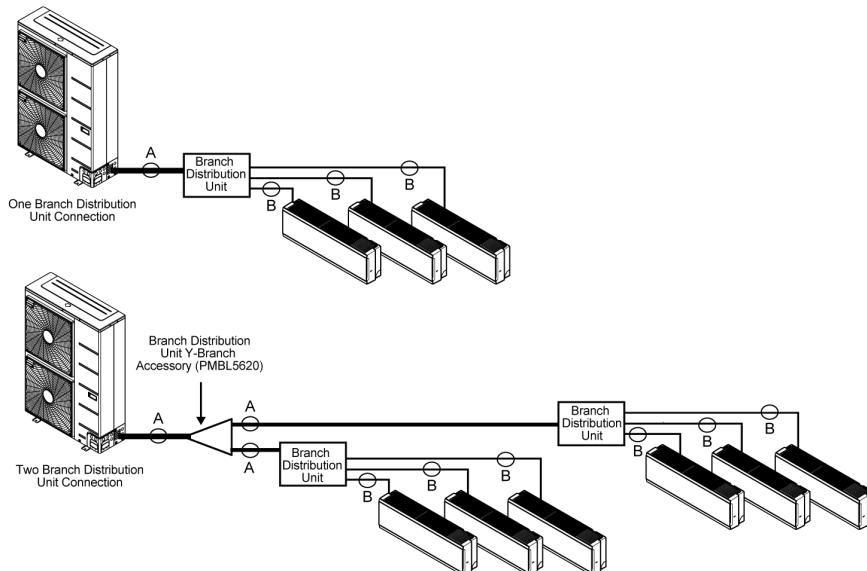 A
Branch
Distribution
Unit
B
B
B
One Branch Distribution
Unit Connection
Branch Distribution
Unit Y-Branch
Accessory (PMBL5620)
A
A
A
Branch
Distribution
Unit
B
B
B
Branch
Distribution
Unit
B
B
B
Two Branch Distribution
Unit Connection